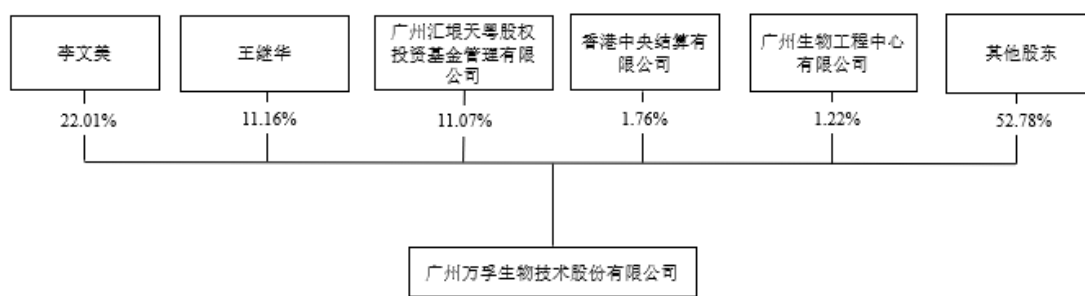 李文美
王继华
广州汇垠天粤股权
投资基金管理有限
公司
香港中央结算有
限公司
广州生物工程中心
有限公司
其他股东
22.01%
11.16%
11.07%
1.76%
1.22%
52.78%
广州万孚生物技术股份有限公司